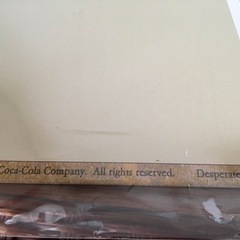 Coca-Cola Company. All rights reserved. Desperate